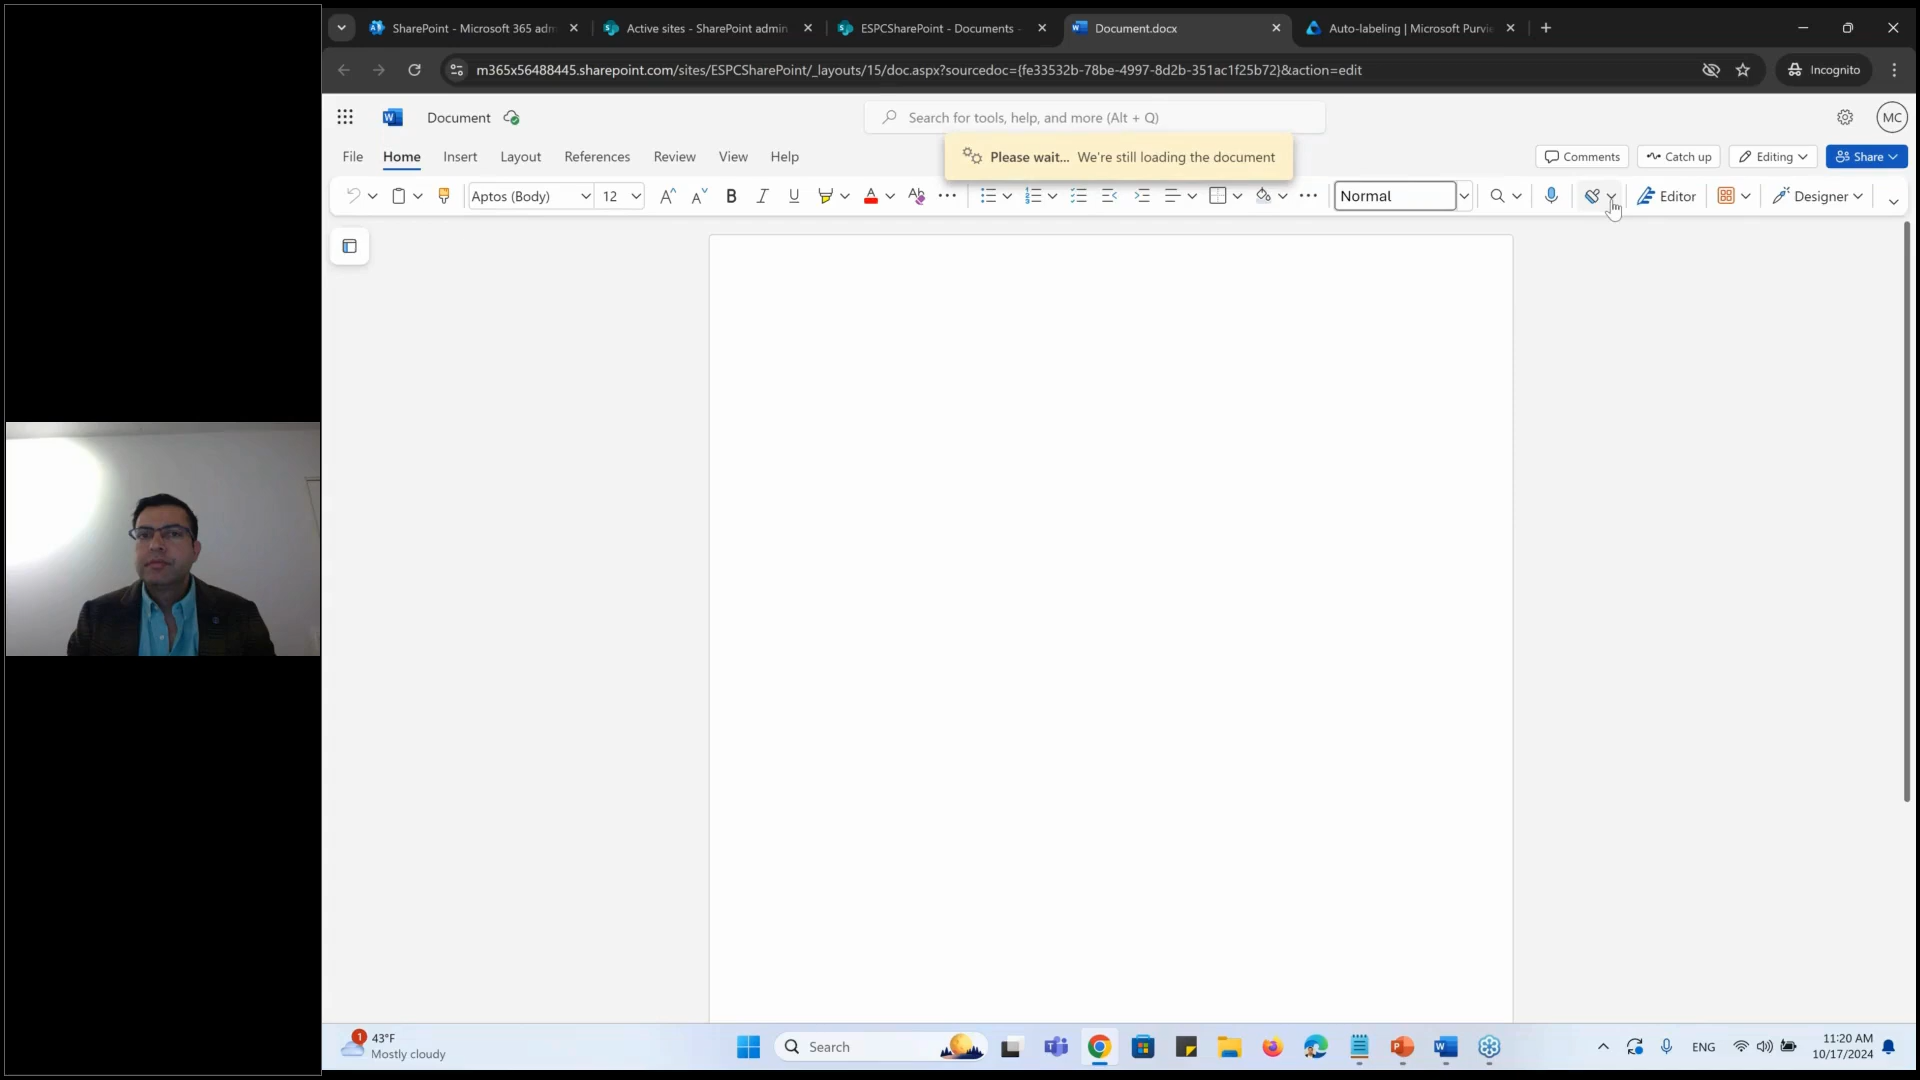 SharePoint - Microsoft 365 adm
Active sites - SharePoint admin
ESPCSharePoint - Documents -
Document.docx
Auto-labeling | Microsoft Purvie
m365x56488445.sharepoint.com/sites/ESPCSharePoint/_layouts/15/doc.aspx?sourcedoc={fe33532b-78be-4997-8d2b-351ac1f25b72}&action=edit
Incognito
Document
Search for tools, help, and more (Alt + Q)
MC
File Home Insert Layout References Review View Help
Please wait... We're still loading the document
Comments Catch up Editing Share
Aptos (Body) 12 B I U A Normal Editor Designer
1
43°F
Mostly cloudy
Search
ENG
11:20 AM
10/17/2024